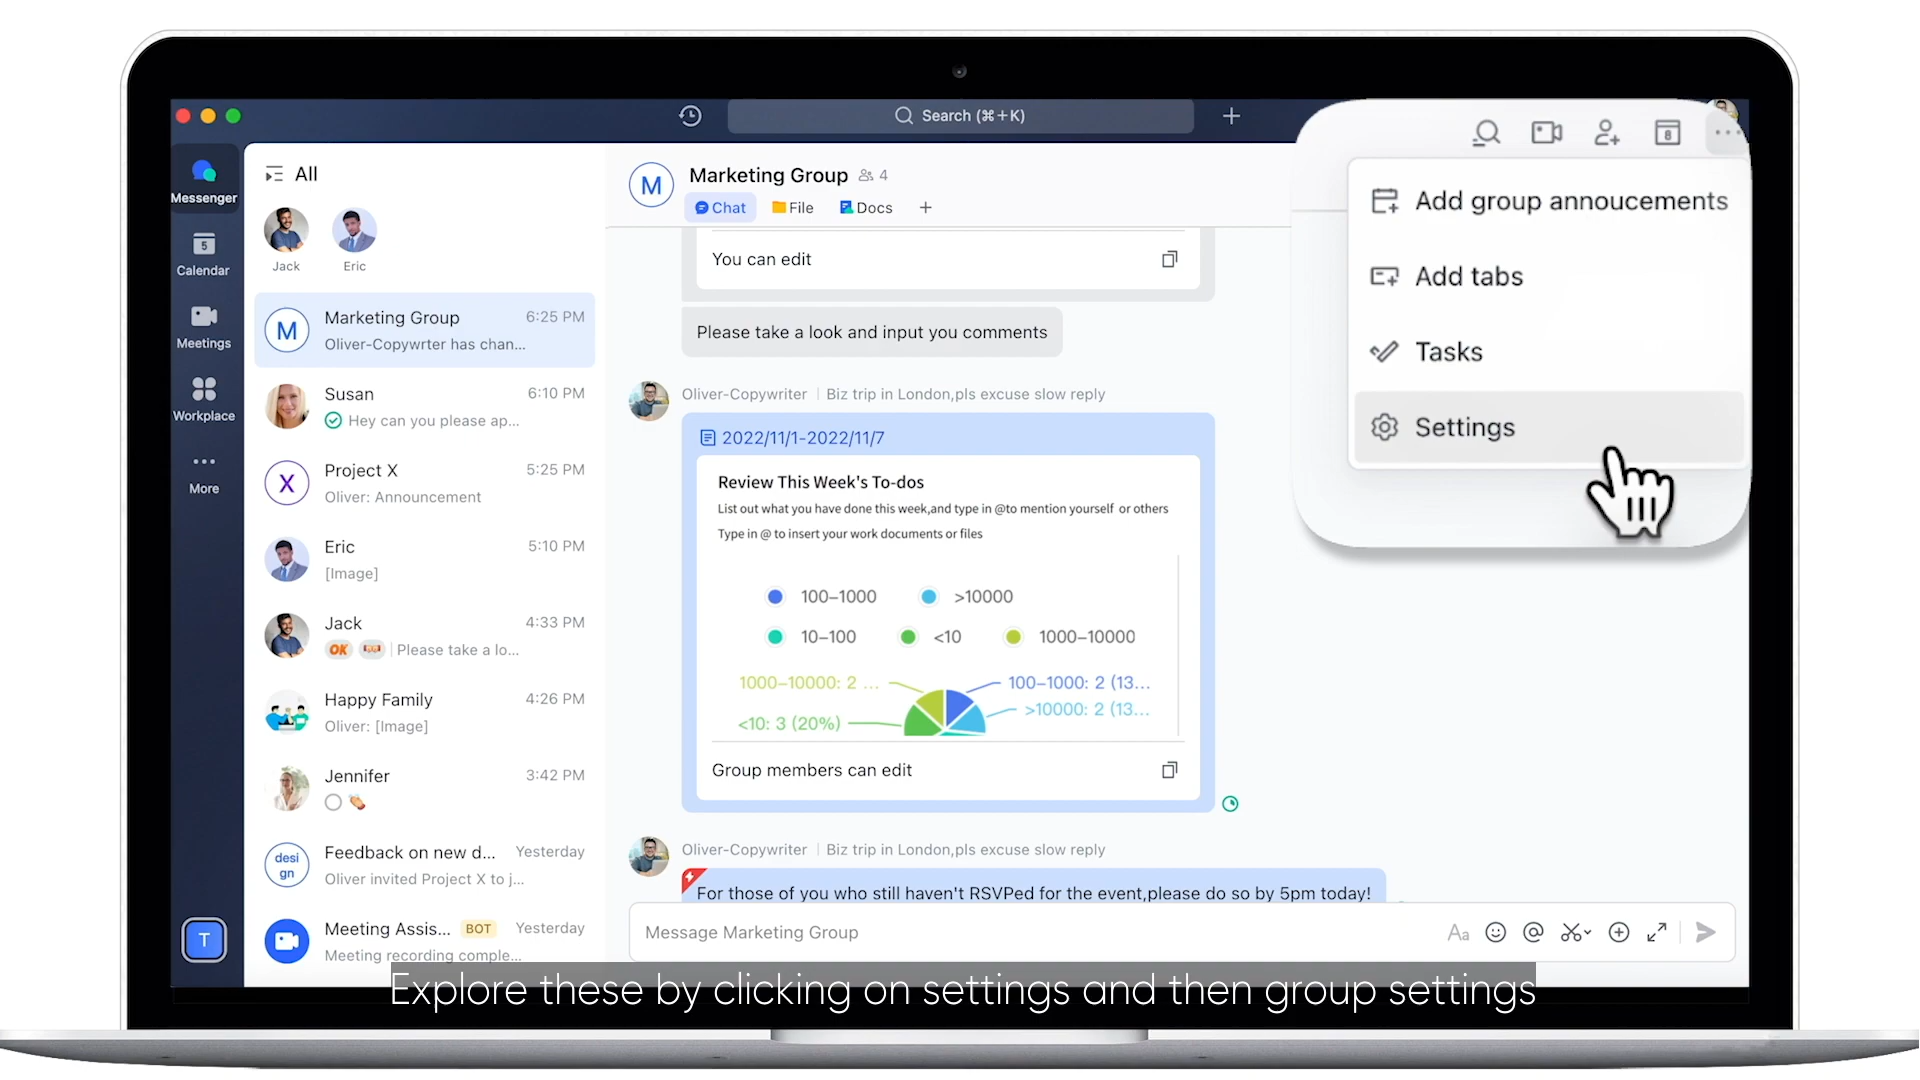 Search (⌘+K)
Messenger
5
Calendar
Meetings
Workplace
More
T
All
Jack
Eric
M
Marketing Group
6:25 PM
Oliver-Copywrter has chan...
Susan
6:10 PM
Hey can you please ap...
X
Project X
5:25 PM
Oliver: Announcement
Eric
5:10 PM
[Image]
Jack
4:33 PM
OK
Please take a lo...
Happy Family
4:26 PM
Oliver: [Image]
Jennifer
3:42 PM
desi
gn
Feedback on new d...
Yesterday
Oliver invited Project X to j...
Meeting Assis...
BOT
Yesterday
Meeting recording comple...
M
Marketing Group
4
Chat
File
Docs
You can edit
Please take a look and input you comments
Oliver-Copywriter | Biz trip in London,pls excuse slow reply
2022/11/1-2022/11/7
Review This Week's To-dos
List out what you have done this week,and type in @to mention yourself or others
Type in @ to insert your work documents or files
100–1000
>10000
10–100
<10
1000–10000
1000–10000: 2 ...
100–1000: 2 (13...
<10: 3 (20%)
>10000: 2 (13...
Group members can edit
Oliver-Copywriter | Biz trip in London,pls excuse slow reply
For those of you who still haven't RSVPed for the event,please do so by 5pm today!
Message Marketing Group
Aa
8
Add group annoucements
Add tabs
Tasks
Settings
Explore these by clicking on settings and then group settings